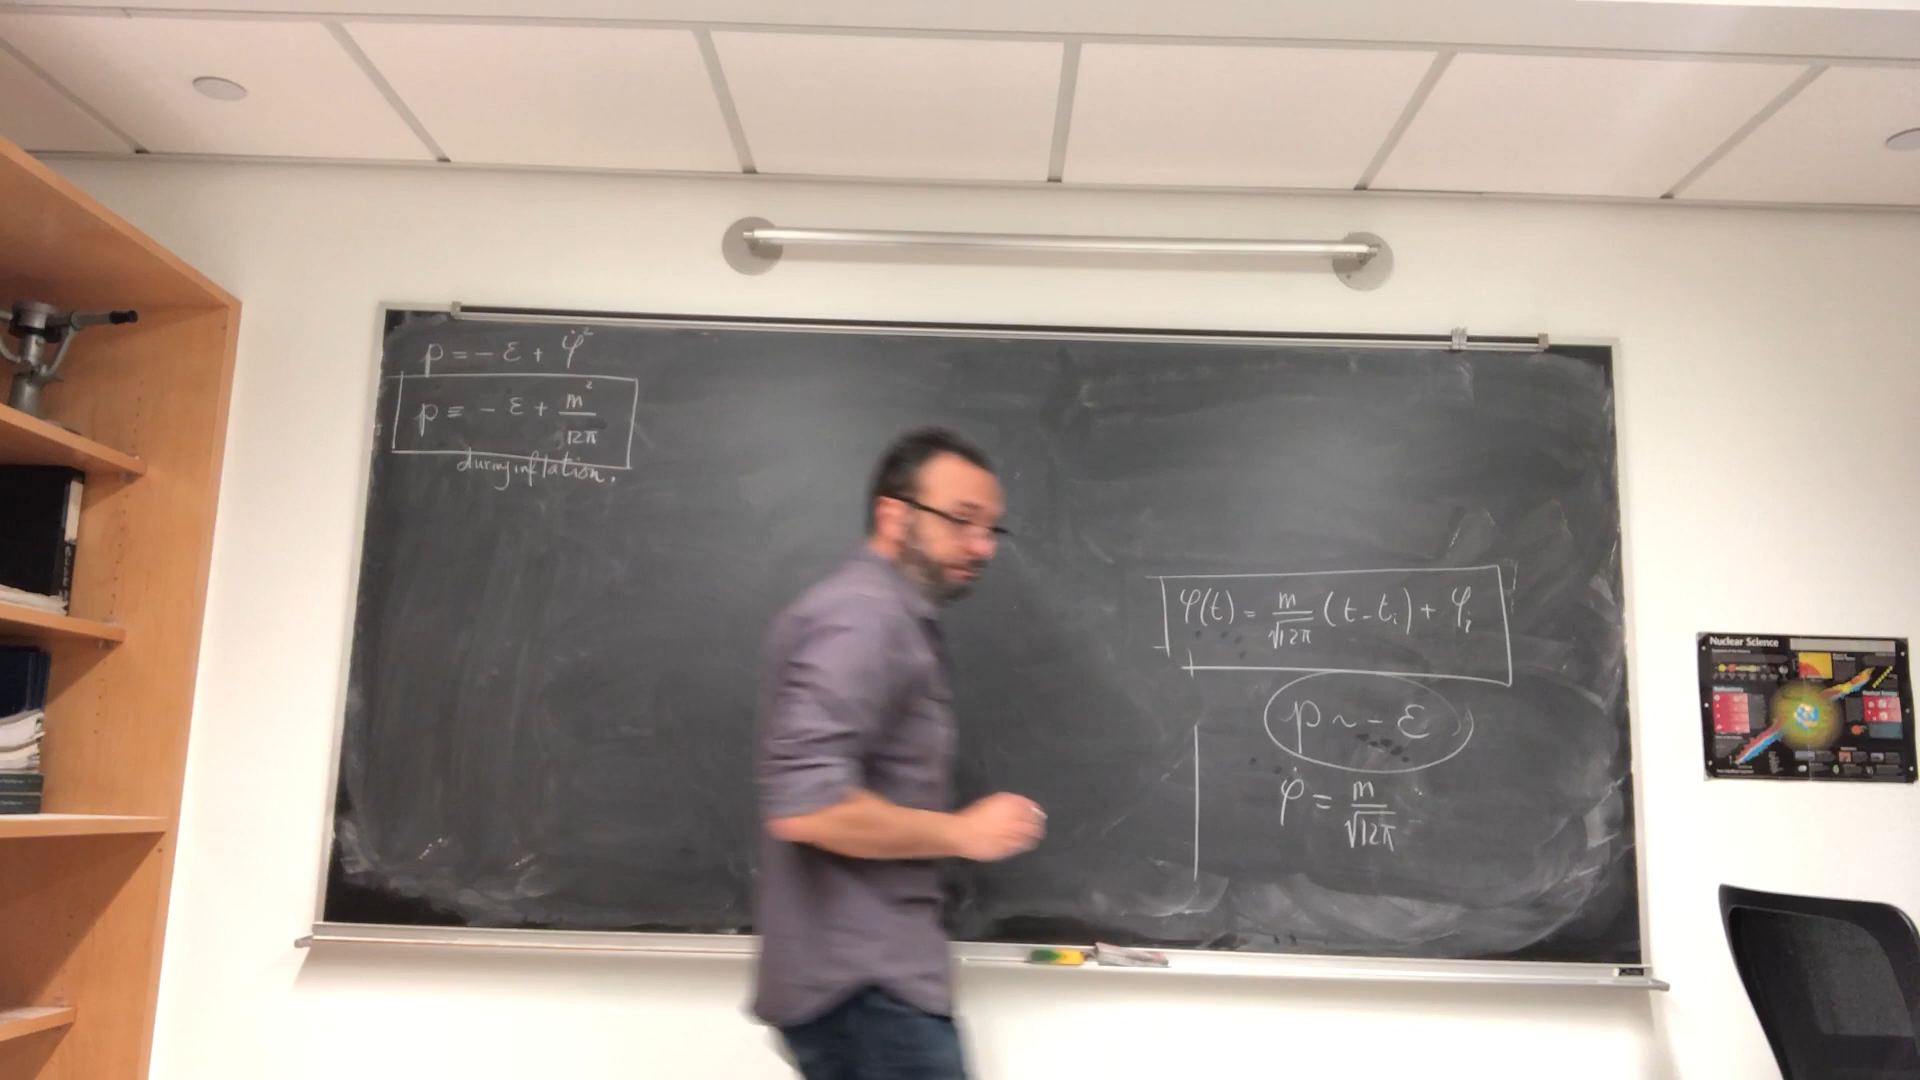 p = - ε + φ̇²
p = - ε + m²/12π
during inflation.
φ(t) = m/√12π (t - tᵢ) + φᵢ
p ~ - ε
φ̇ = m/√12π
Nuclear Science